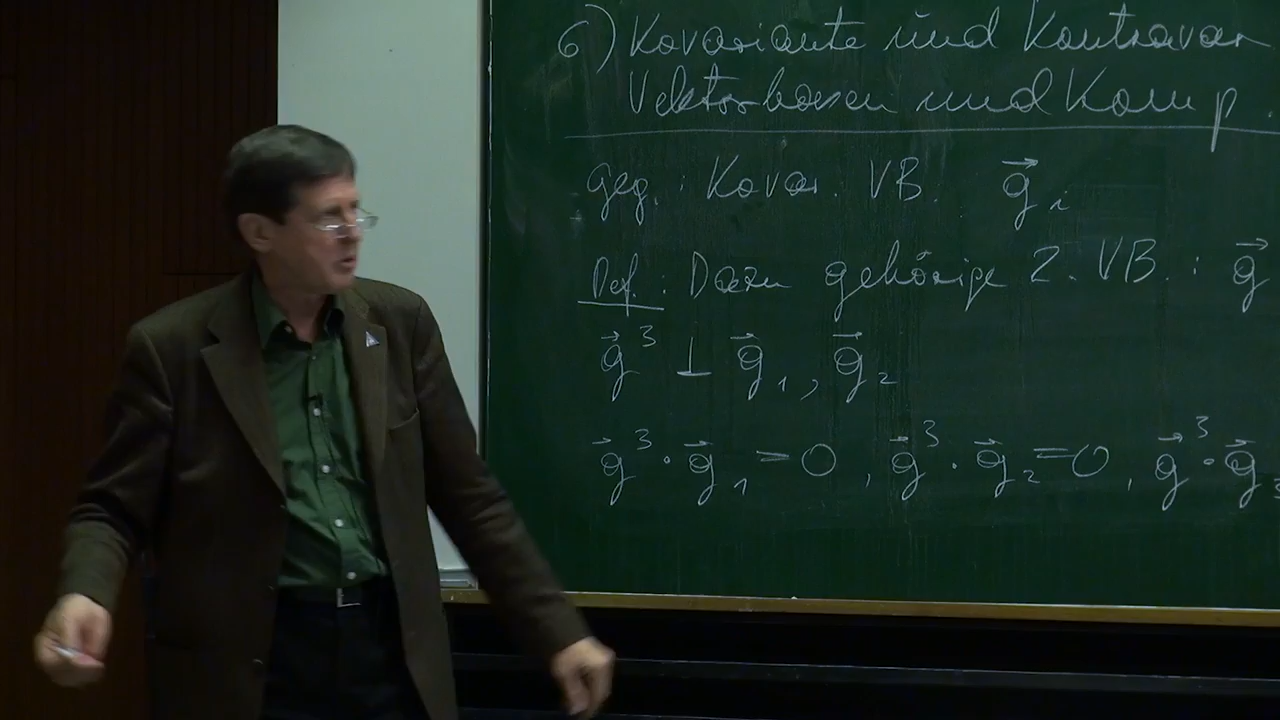 6) Kovariante und Kontravar
Vektorbasen und Komp.
geg.: Kovar. VB. g⃗ᵢ
Def.: Dazu gehörige 2. VB.: g⃗
g⃗³ ⊥ g⃗₁, g⃗₂
g⃗³·g⃗₁ = 0, g⃗³·g⃗₂ = 0, g⃗³·g⃗₃